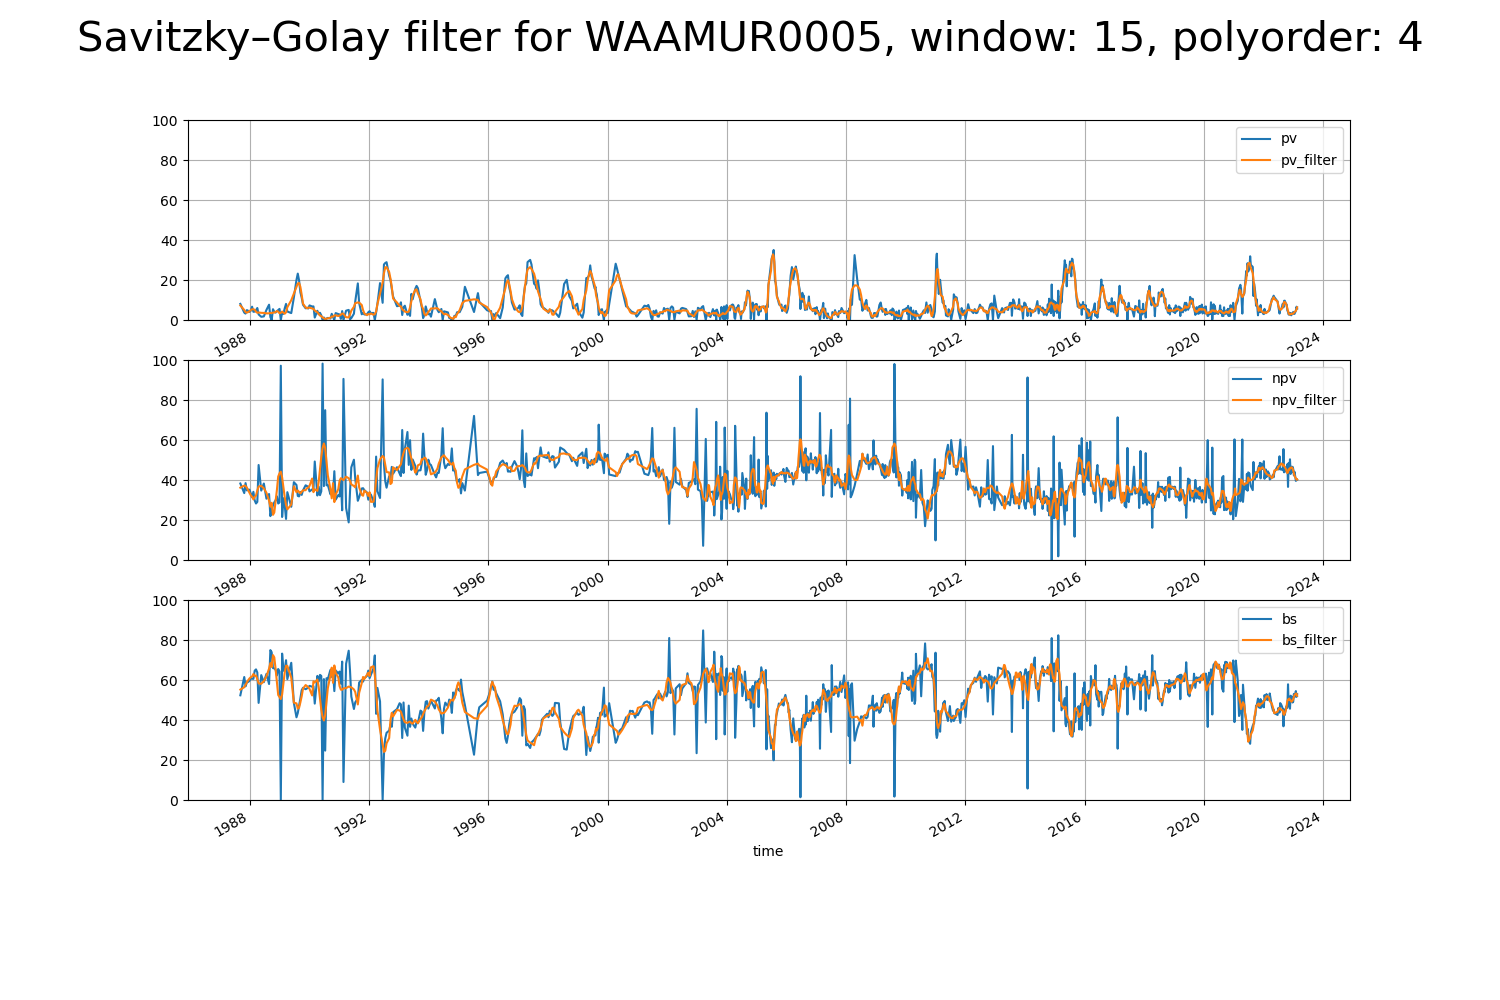 Savitzky–Golay filter for WAAMUR0005, window: 15, polyorder: 4
100
80
60
40
20
0
pv
pv_filter
1988 1992 1996 2000 2004 2008 2012 2016 2020 2024
100
80
60
40
20
0
npv
npv_filter
1988 1992 1996 2000 2004 2008 2012 2016 2020 2024
100
80
60
40
20
0
bs
bs_filter
1988 1992 1996 2000 2004 2008 2012 2016 2020 2024
time